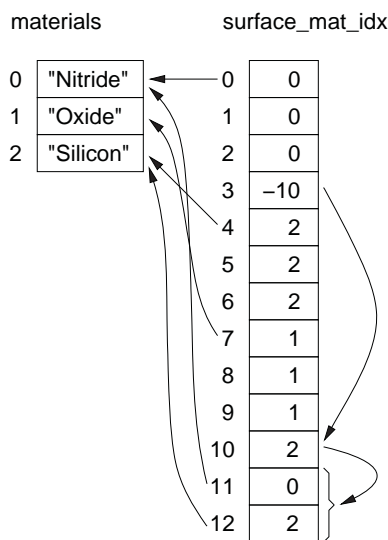 materials surface_mat_idx
0 "Nitride" 0 0
1 "Oxide" 1 0
2 "Silicon" 2 0
3 −10
4 2
5 2
6 2
7 1
8 1
9 1
10 2
11 0
12 2